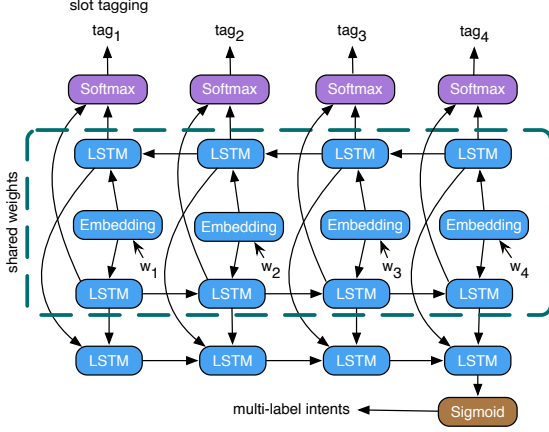 slot tagging
tag1 tag2 tag3 tag4
Softmax Softmax Softmax Softmax
shared weights
LSTM LSTM LSTM LSTM
Embedding Embedding Embedding Embedding
w1 w2 w3 w4
LSTM LSTM LSTM LSTM
LSTM LSTM LSTM LSTM
multi-label intents Sigmoid